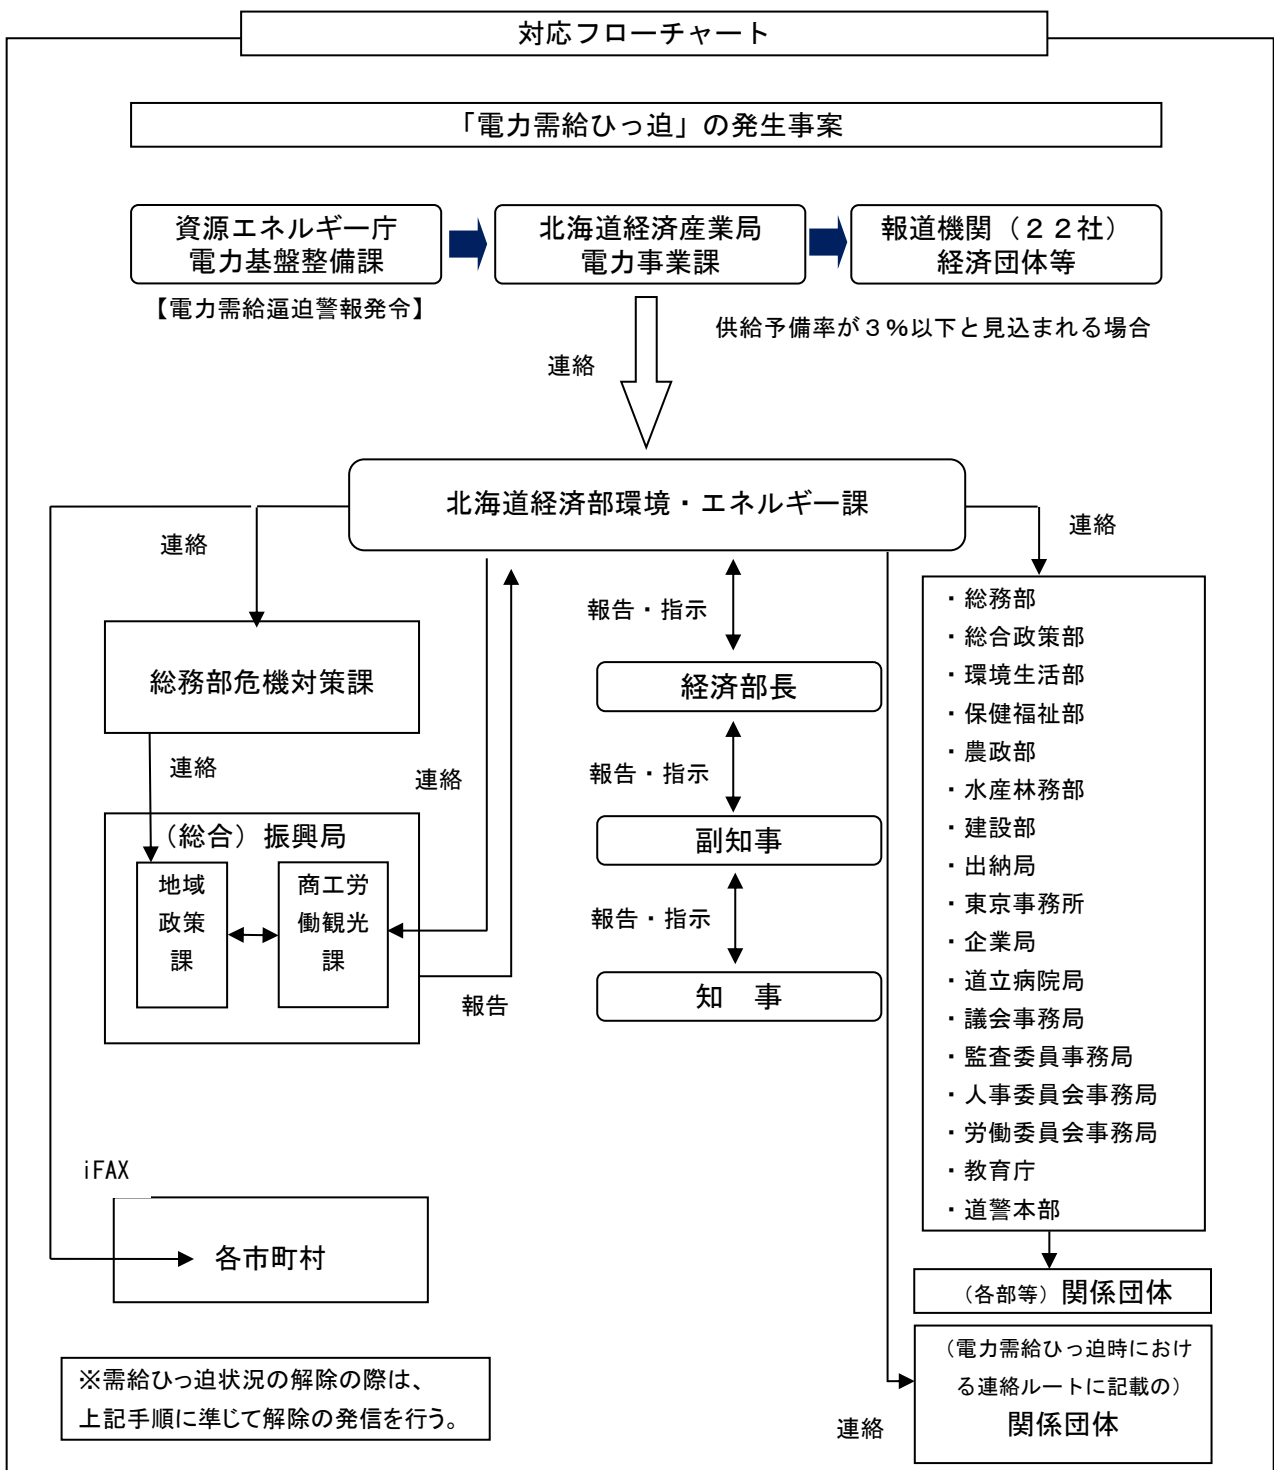 対応フローチャート
「電力需給ひっ迫」の発生事案
資源エネルギー庁
電力基盤整備課
北海道経済産業局
電力事業課
報道機関（２２社）
経済団体等
【電力需給逼迫警報発令】
供給予備率が３％以下と見込まれる場合
連絡
北海道経済部環境・エネルギー課
連絡
連絡
報告・指示
総務部危機対策課
経済部長
連絡
連絡
報告・指示
（総合）振興局
地域
政策
課
商工労
働観光
課
副知事
報告・指示
報告
知　事
・総務部
・総合政策部
・環境生活部
・保健福祉部
・農政部
・水産林務部
・建設部
・出納局
・東京事務所
・企業局
・道立病院局
・議会事務局
・監査委員事務局
・人事委員会事務局
・労働委員会事務局
・教育庁
・道警本部
iFAX
各市町村
（各部等）関係団体
（電力需給ひっ迫時におけ
る連絡ルートに記載の）
関係団体
連絡
※需給ひっ迫状況の解除の際は、
上記手順に準じて解除の発信を行う。